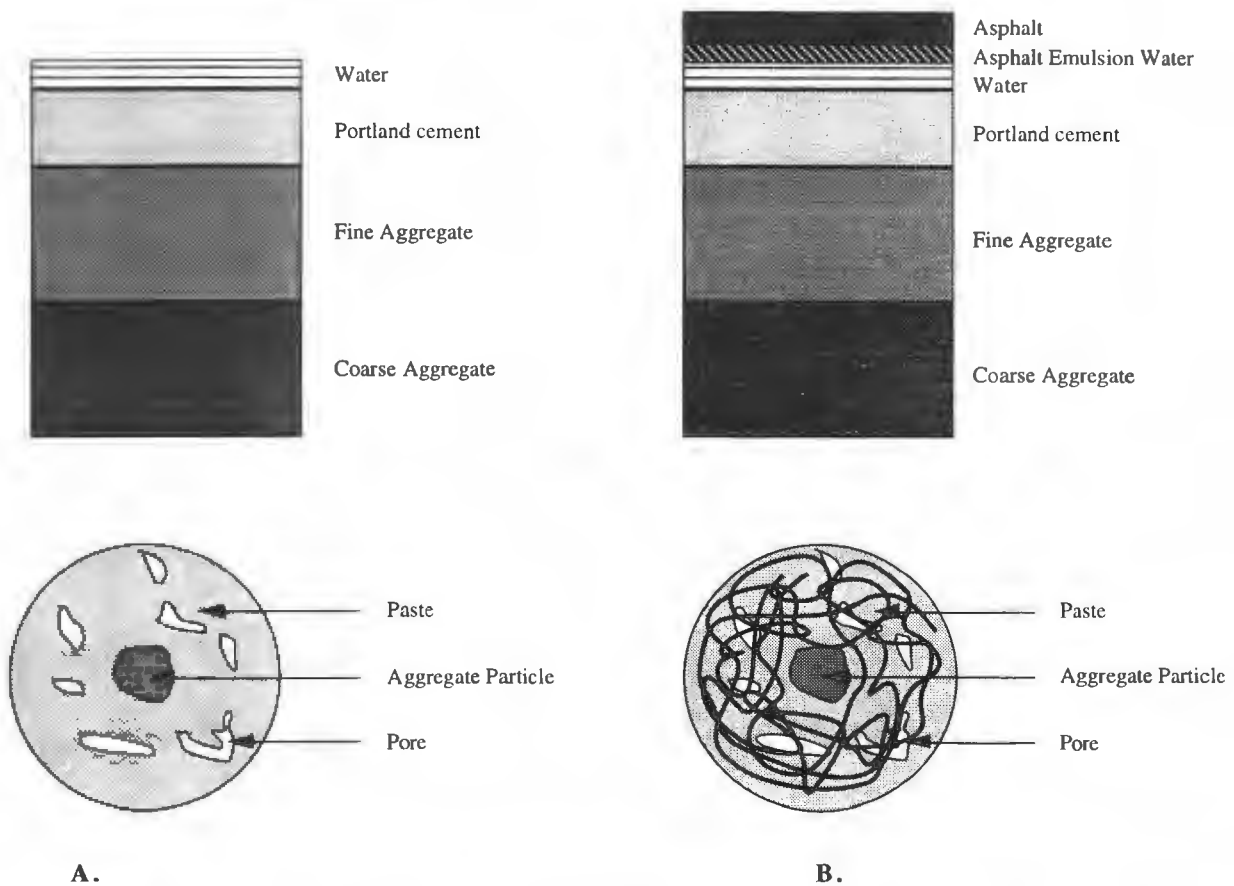 Water
Portland cement
Fine Aggregate
Coarse Aggregate
Asphalt
Asphalt Emulsion Water
Water
Portland cement
Fine Aggregate
Coarse Aggregate
Paste
Aggregate Particle
Pore
Paste
Aggregate Particle
Pore
A.
B.